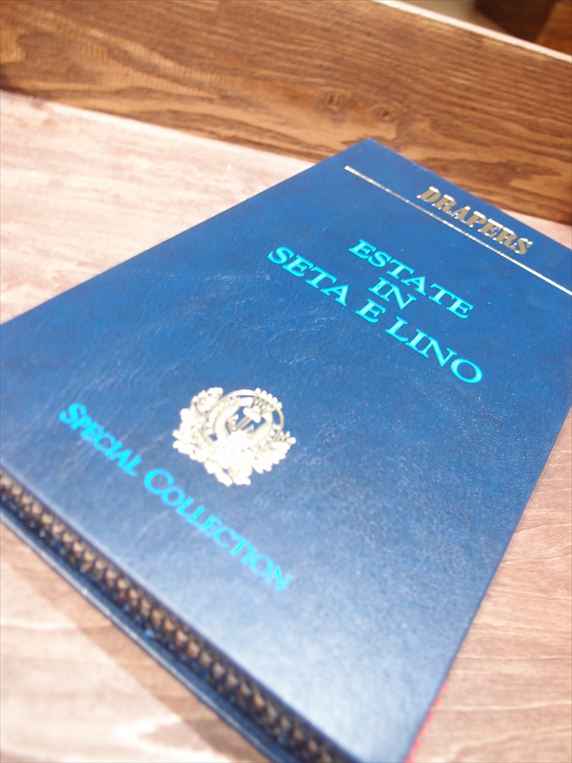 DRAPERS
ESTATE
IN
SETA E LINO
SPECIAL COLLECTION